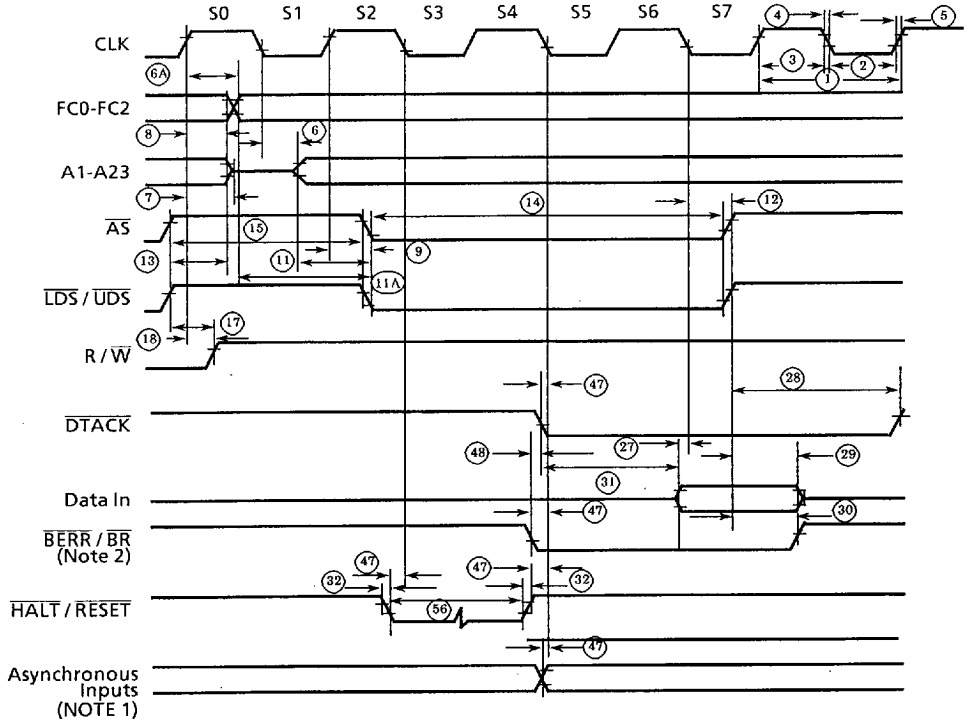 S0 S1 S2 S3 S4 S5 S6 S7
4 5
CLK
3 2
1
6A
FC0-FC2
8 6
A1-A23
7
14 12
AS
15
9
13 11
11A
LDS / UDS
17
18
R / W
47 28
DTACK
48 27 29
31
Data In
47 30
BERR / BR
(Note 2)
47 47
32 32
HALT / RESET
56
47
Asynchronous
Inputs
(NOTE 1)